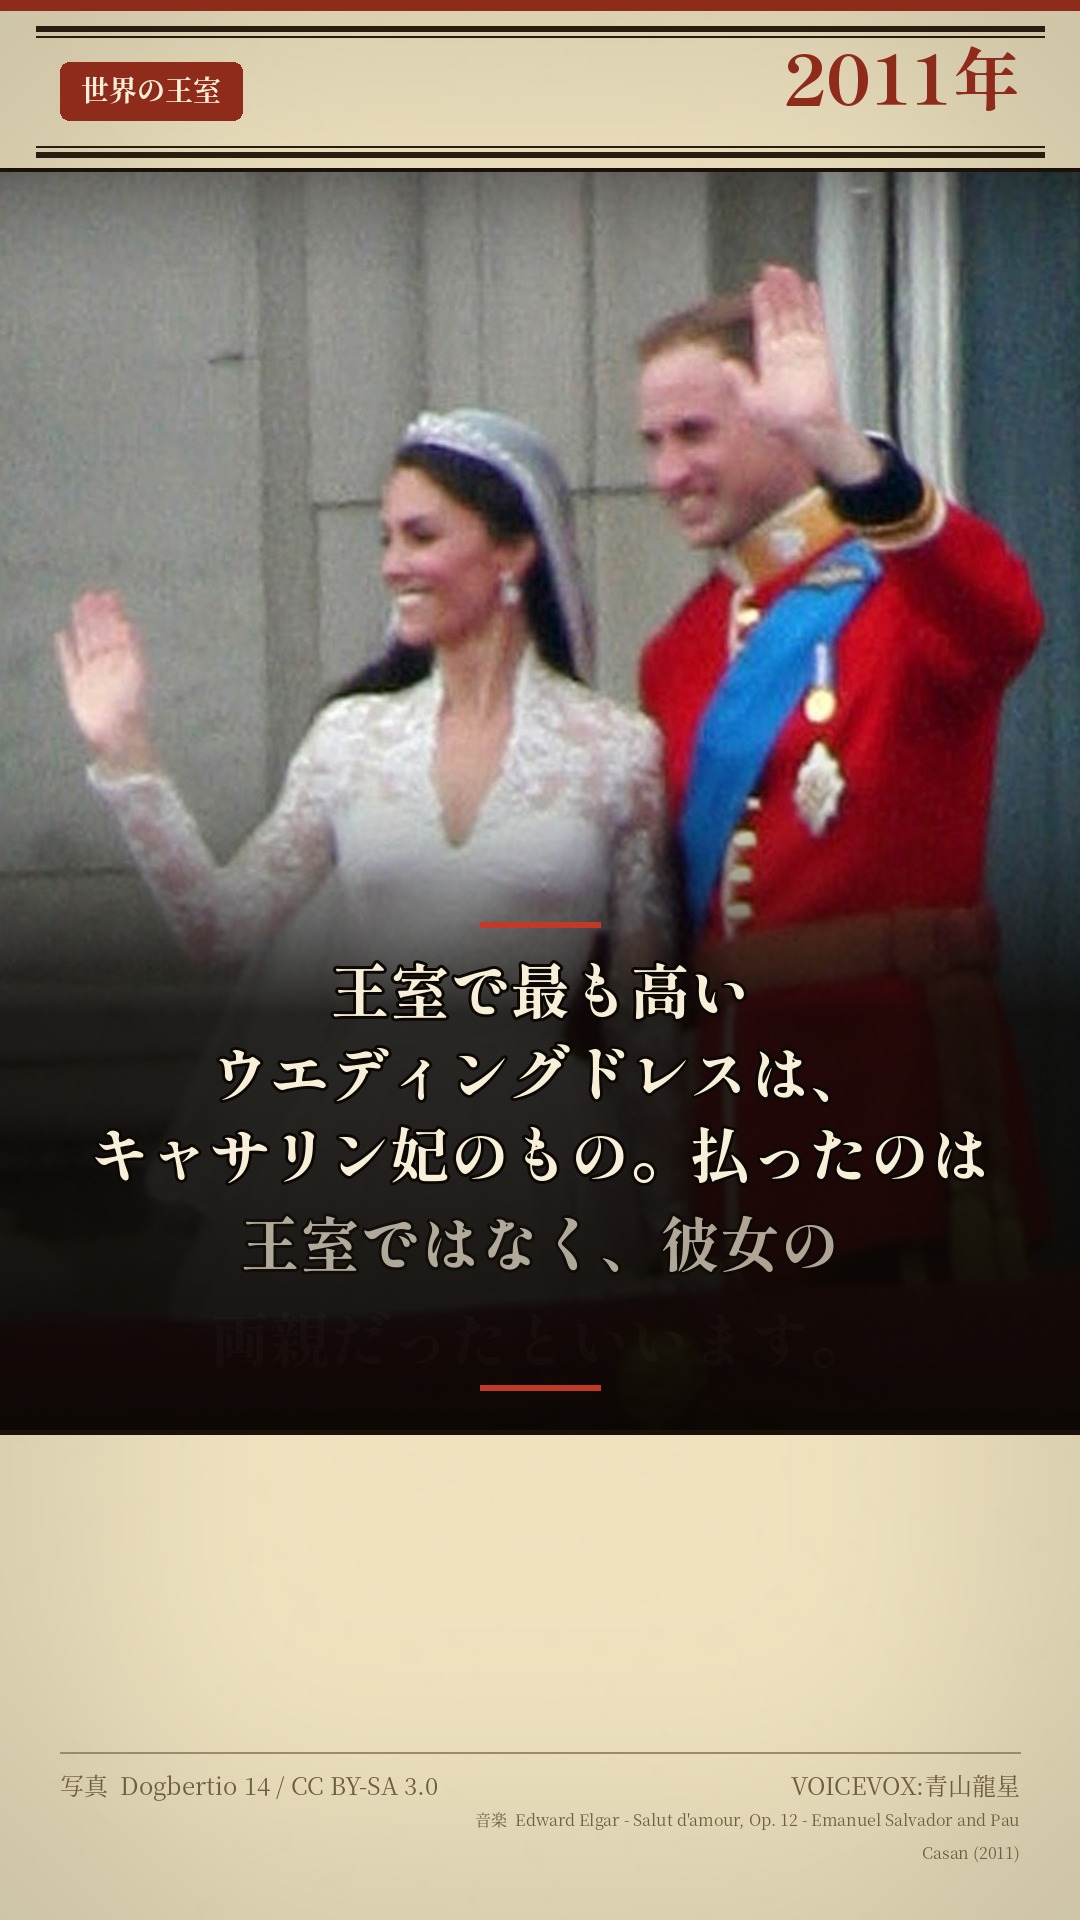 世界の王室
2011年
王室で最も高い
ウエディングドレスは、
キャサリン妃のもの。払ったのは
王室ではなく、彼女の
両親だったといいます。
写真 Dogbertio 14 / CC BY-SA 3.0
VOICEVOX:青山龍星
音楽 Edward Elgar - Salut d'amour, Op. 12 - Emanuel Salvador and Pau
Casan (2011)